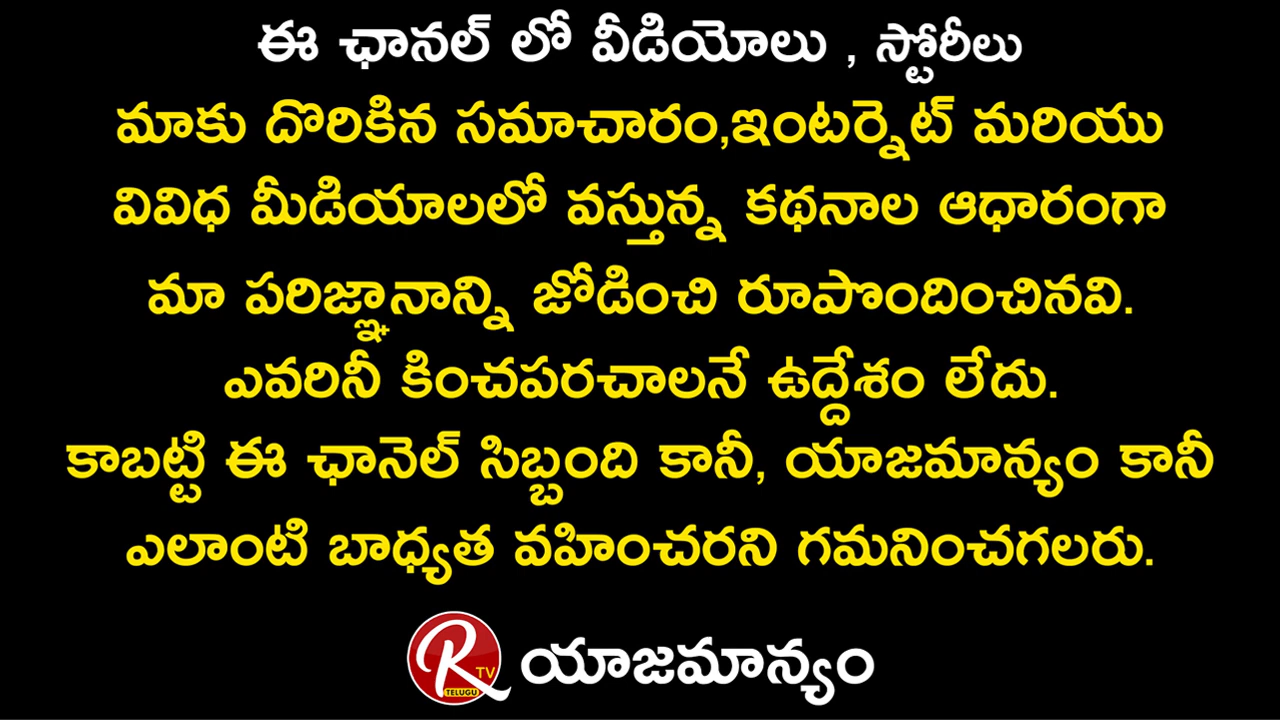 ఈ ఛానల్ లో వీడియోలు , స్టోరీలు
మాకు దొరికిన సమాచారం,ఇంటర్నెట్ మరియు
వివిధ మీడియాలలో వస్తున్న కథనాల ఆధారంగా
మా పరిజ్ఞానాన్ని జోడించి రూపొందించినవి.
ఎవరినీ కించపరచాలనే ఉద్దేశం లేదు.
కాబట్టి ఈ ఛానెల్ సిబ్బంది కానీ, యాజమాన్యం కానీ
ఎలాంటి బాధ్యత వహించరని గమనించగలరు.
R TV TELUGU యాజమాన్యం